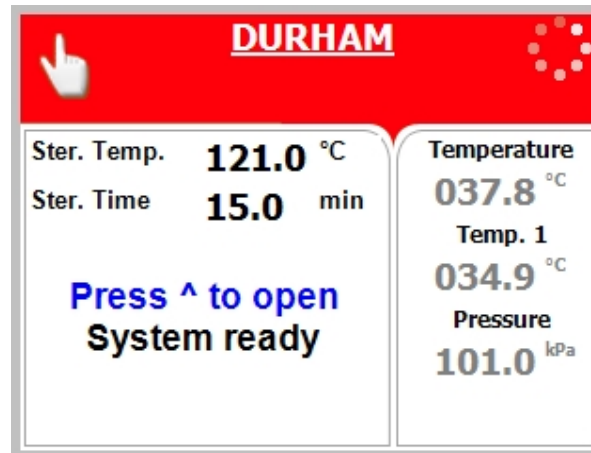 DURHAM
Ster. Temp. 121.0 °C
Ster. Time 15.0 min
Press ^ to open
System ready
Temperature
037.8 °C
Temp. 1
034.9 °C
Pressure
101.0 kPa